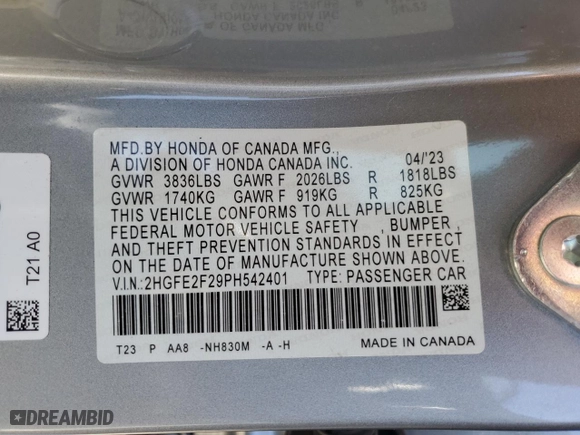 MFD.BY HONDA OF CANADA MFG.,
A DIVISION OF HONDA CANADA INC. 04/'23
GVWR 3836LBS GAWR F 2026LBS R 1818LBS
GVWR 1740KG GAWR F 919KG R 825KG
THIS VEHICLE CONFORMS TO ALL APPLICABLE
FEDERAL MOTOR VEHICLE SAFETY , BUMPER ,
AND THEFT PREVENTION STANDARDS IN EFFECT
ON THE DATE OF MANUFACTURE SHOWN ABOVE.
V.I.N.:2HGFE2F29PH542401 TYPE: PASSENGER CAR
T23 P AA8 -NH830M -A -H MADE IN CANADA
T21 A0
DREAMBID